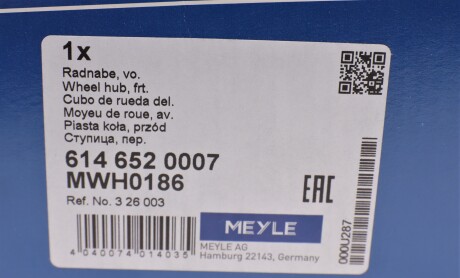 1x
Radnabe, vo.
Wheel hub, frt.
Cubo de rueda del.
Moyeu de roue, av.
Piasta koła, przód
Ступица, пер.
614 652 0007
MWH0186
Ref. No. 3 26 003
EAC
000U287
MEYLE
MEYLE AG
Hamburg 22143, Germany
4 040074 014035